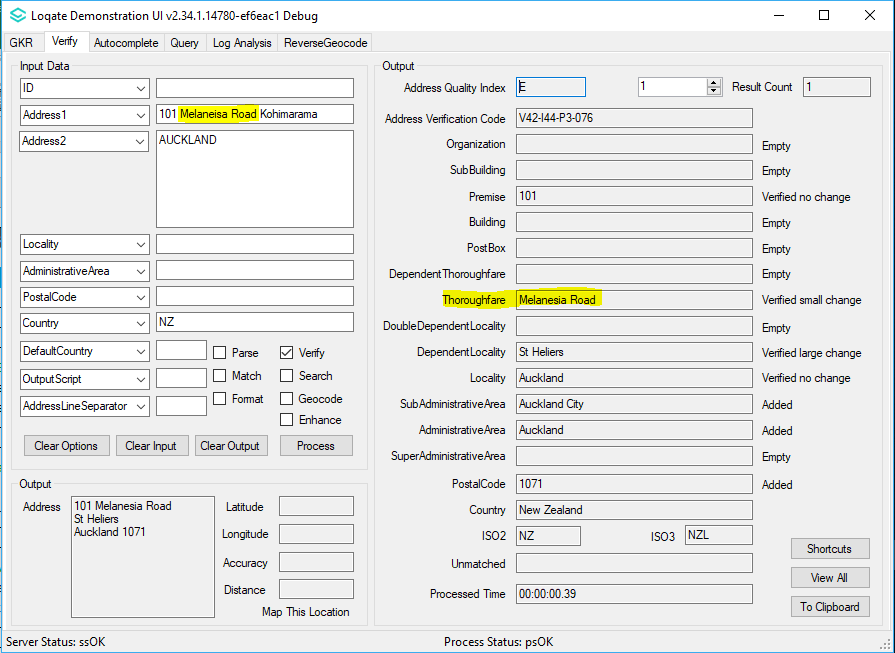 Loqate Demonstration UI v2.34.1.14780-ef6eac1 Debug
GKR Verify Autocomplete Query Log Analysis ReverseGeocode
Input Data
ID
Address1 101 Melaneisa Road Kohimarama
Address2 AUCKLAND
Locality
AdministrativeArea
PostalCode
Country NZ
DefaultCountry Parse Verify
OutputScript Match Search
AddressLineSeparator Format Geocode
Enhance
Clear Options Clear Input Clear Output Process
Output
Address 101 Melanesia Road
St Heliers
Auckland 1071
Latitude
Longitude
Accuracy
Distance
Map This Location
Output
Address Quality Index E 1 Result Count 1
Address Verification Code V42-I44-P3-076
Organization Empty
SubBuilding Empty
Premise 101 Verified no change
Building Empty
PostBox Empty
DependentThoroughfare Empty
Thoroughfare Melanesia Road Verified small change
DoubleDependentLocality Empty
DependentLocality St Heliers Verified large change
Locality Auckland Verified no change
SubAdministrativeArea Auckland City Added
AdministrativeArea Auckland Added
SuperAdministrativeArea Empty
PostalCode 1071 Added
Country New Zealand
ISO2 NZ ISO3 NZL
Unmatched
Processed Time 00:00:00.39
Shortcuts
View All
To Clipboard
Server Status: ssOK Process Status: psOK